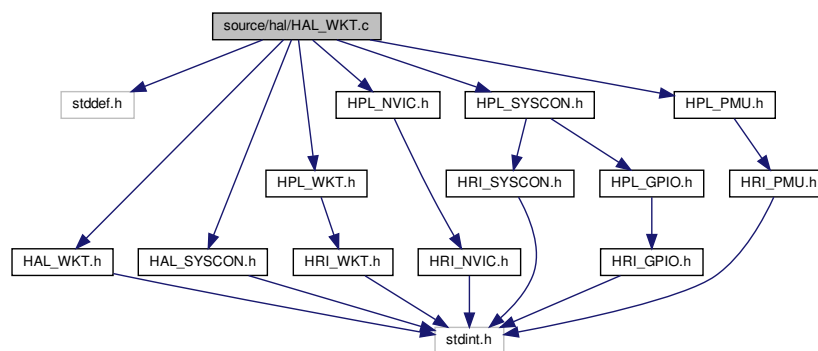 source/hal/HAL_WKT.c
stddef.h
HPL_NVIC.h
HPL_SYSCON.h
HPL_PMU.h
HPL_WKT.h
HRI_SYSCON.h
HPL_GPIO.h
HRI_PMU.h
HAL_WKT.h
HAL_SYSCON.h
HRI_WKT.h
HRI_NVIC.h
HRI_GPIO.h
stdint.h